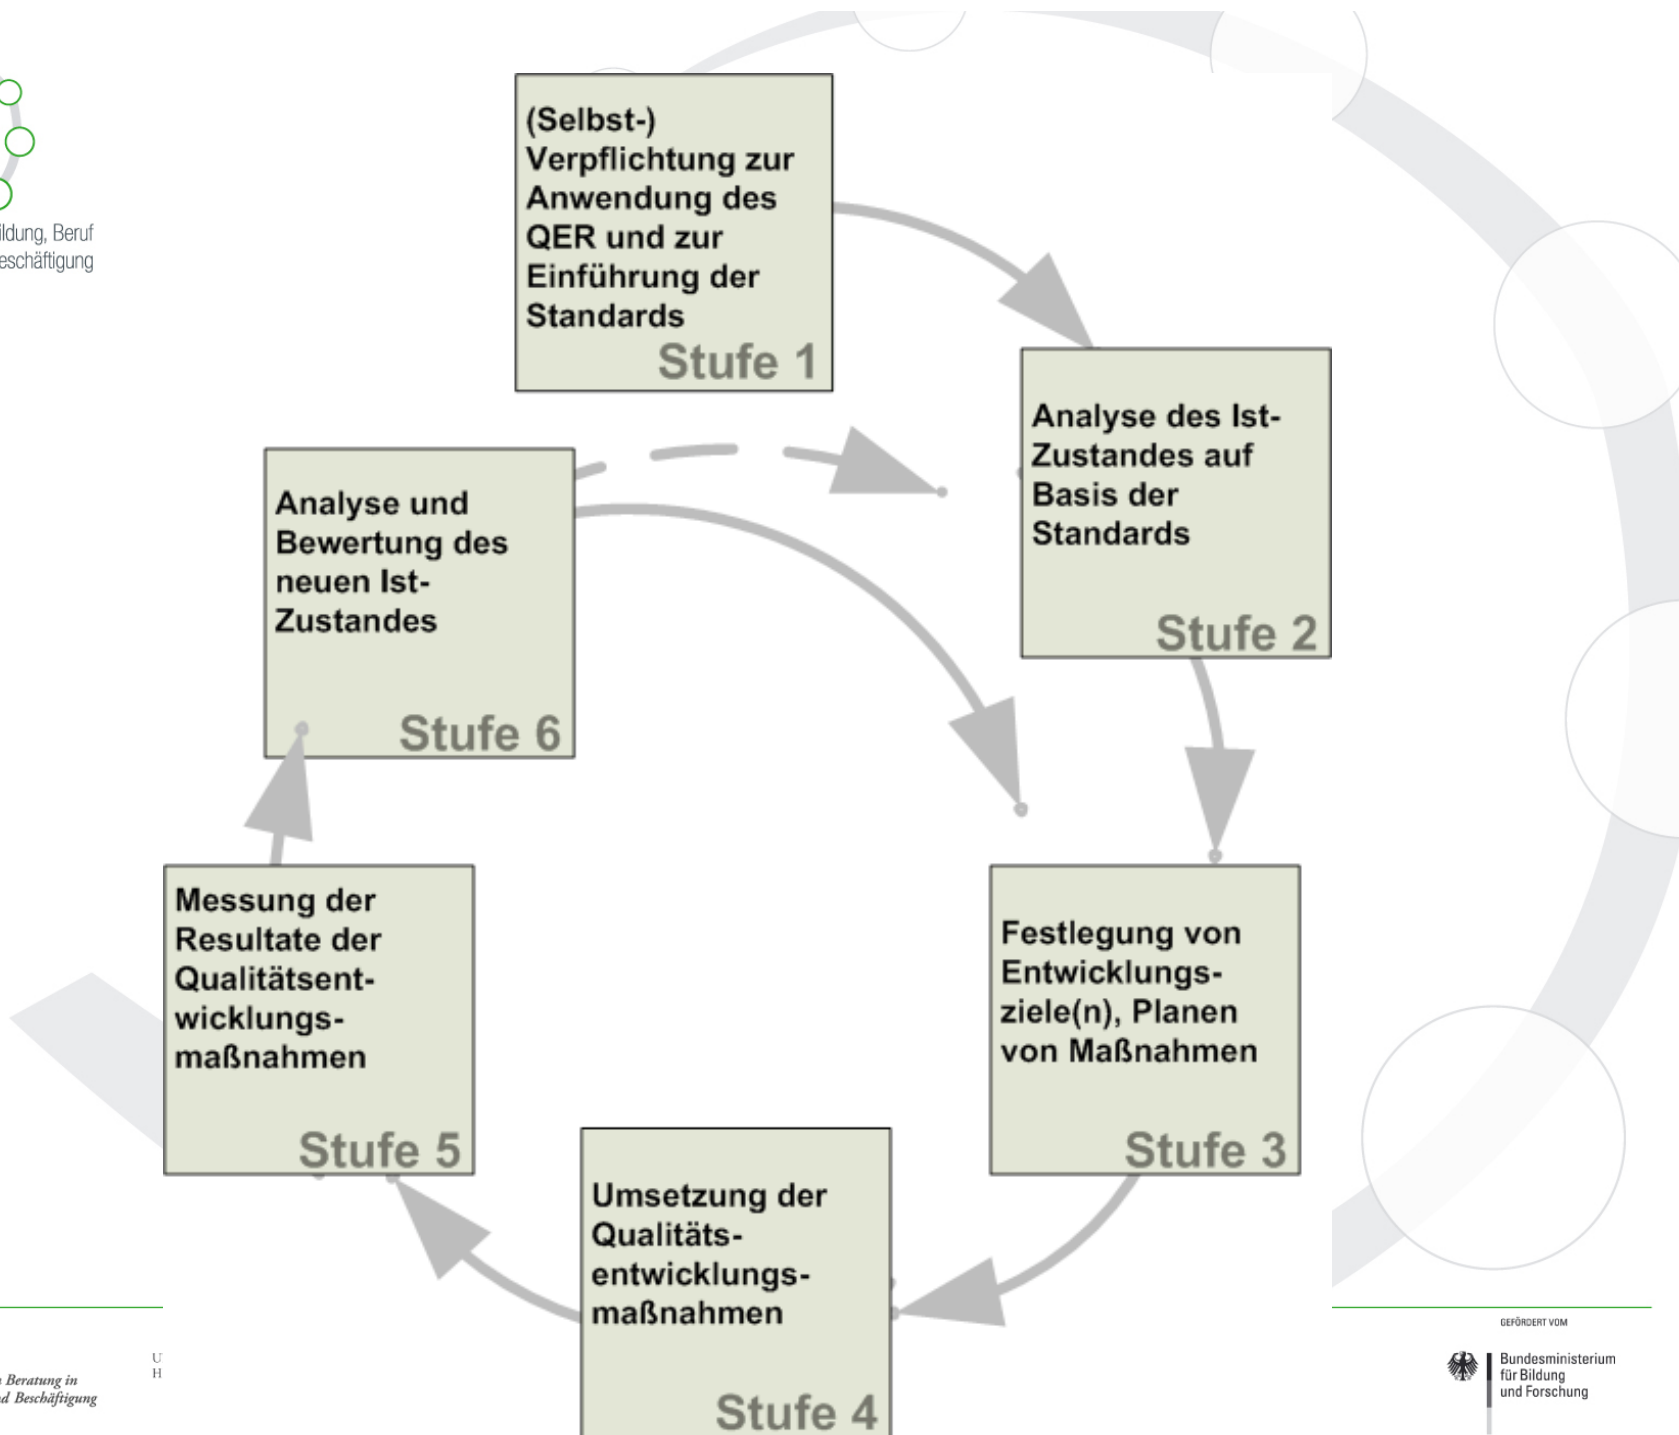 (Selbst-)
Verpflichtung zur
Anwendung des
QER und zur
Einführung der
Standards
Stufe 1
ildung, Beruf
eschäftigung
Analyse des Ist-
Zustandes auf
Basis der
Standards
Stufe 2
Analyse und
Bewertung des
neuen Ist-
Zustandes
Stufe 6
Messung der
Resultate der
Qualitätsent-
wicklungs-
maßnahmen
Stufe 5
Festlegung von
Entwicklungs-
ziele(n), Planen
von Maßnahmen
Stufe 3
Umsetzung der
Qualitäts-
entwicklungs-
maßnahmen
Stufe 4
Beratung in
d Beschäftigung
U
H
GEFÖRDERT VOM
Bundesministerium
für Bildung
und Forschung